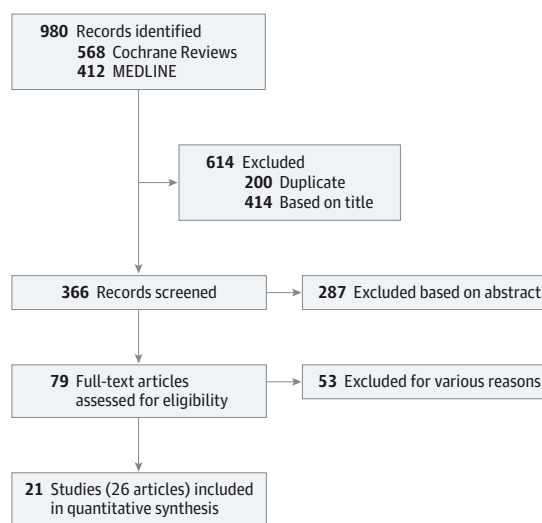 980 Records identified
568 Cochrane Reviews
412 MEDLINE
614 Excluded
200 Duplicate
414 Based on title
366 Records screened
287 Excluded based on abstract
79 Full-text articles
assessed for eligibility
53 Excluded for various reasons
21 Studies (26 articles) included
in quantitative synthesis